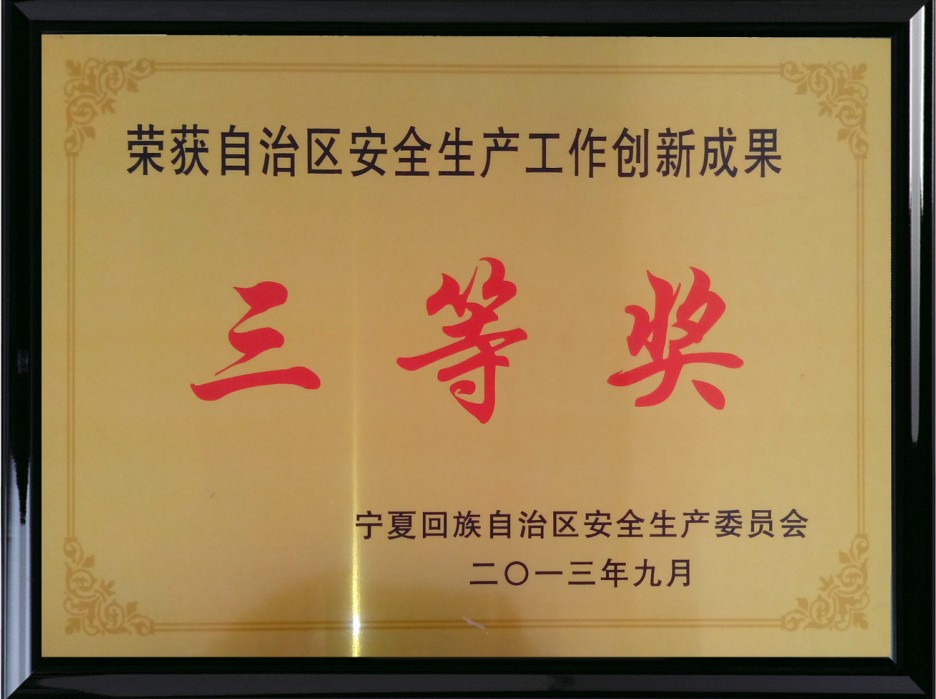 荣获自治区安全生产工作创新成果
三等奖
宁夏回族自治区安全生产委员会
二〇一三年九月